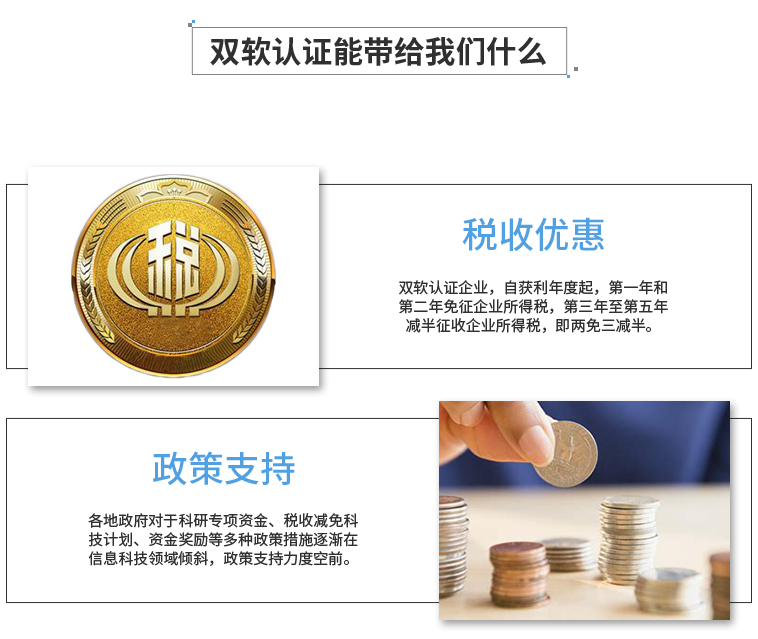 双软认证能带给我们什么
税
税收优惠
双软认证企业，自获利年度起，第一年和
第二年免征企业所得税，第三年至第五年
减半征收企业所得税，即两免三减半。
政策支持
各地政府对于科研专项资金、税收减免科
技计划、资金奖励等多种政策措施逐渐在
信息科技领域倾斜，政策支持力度空前。